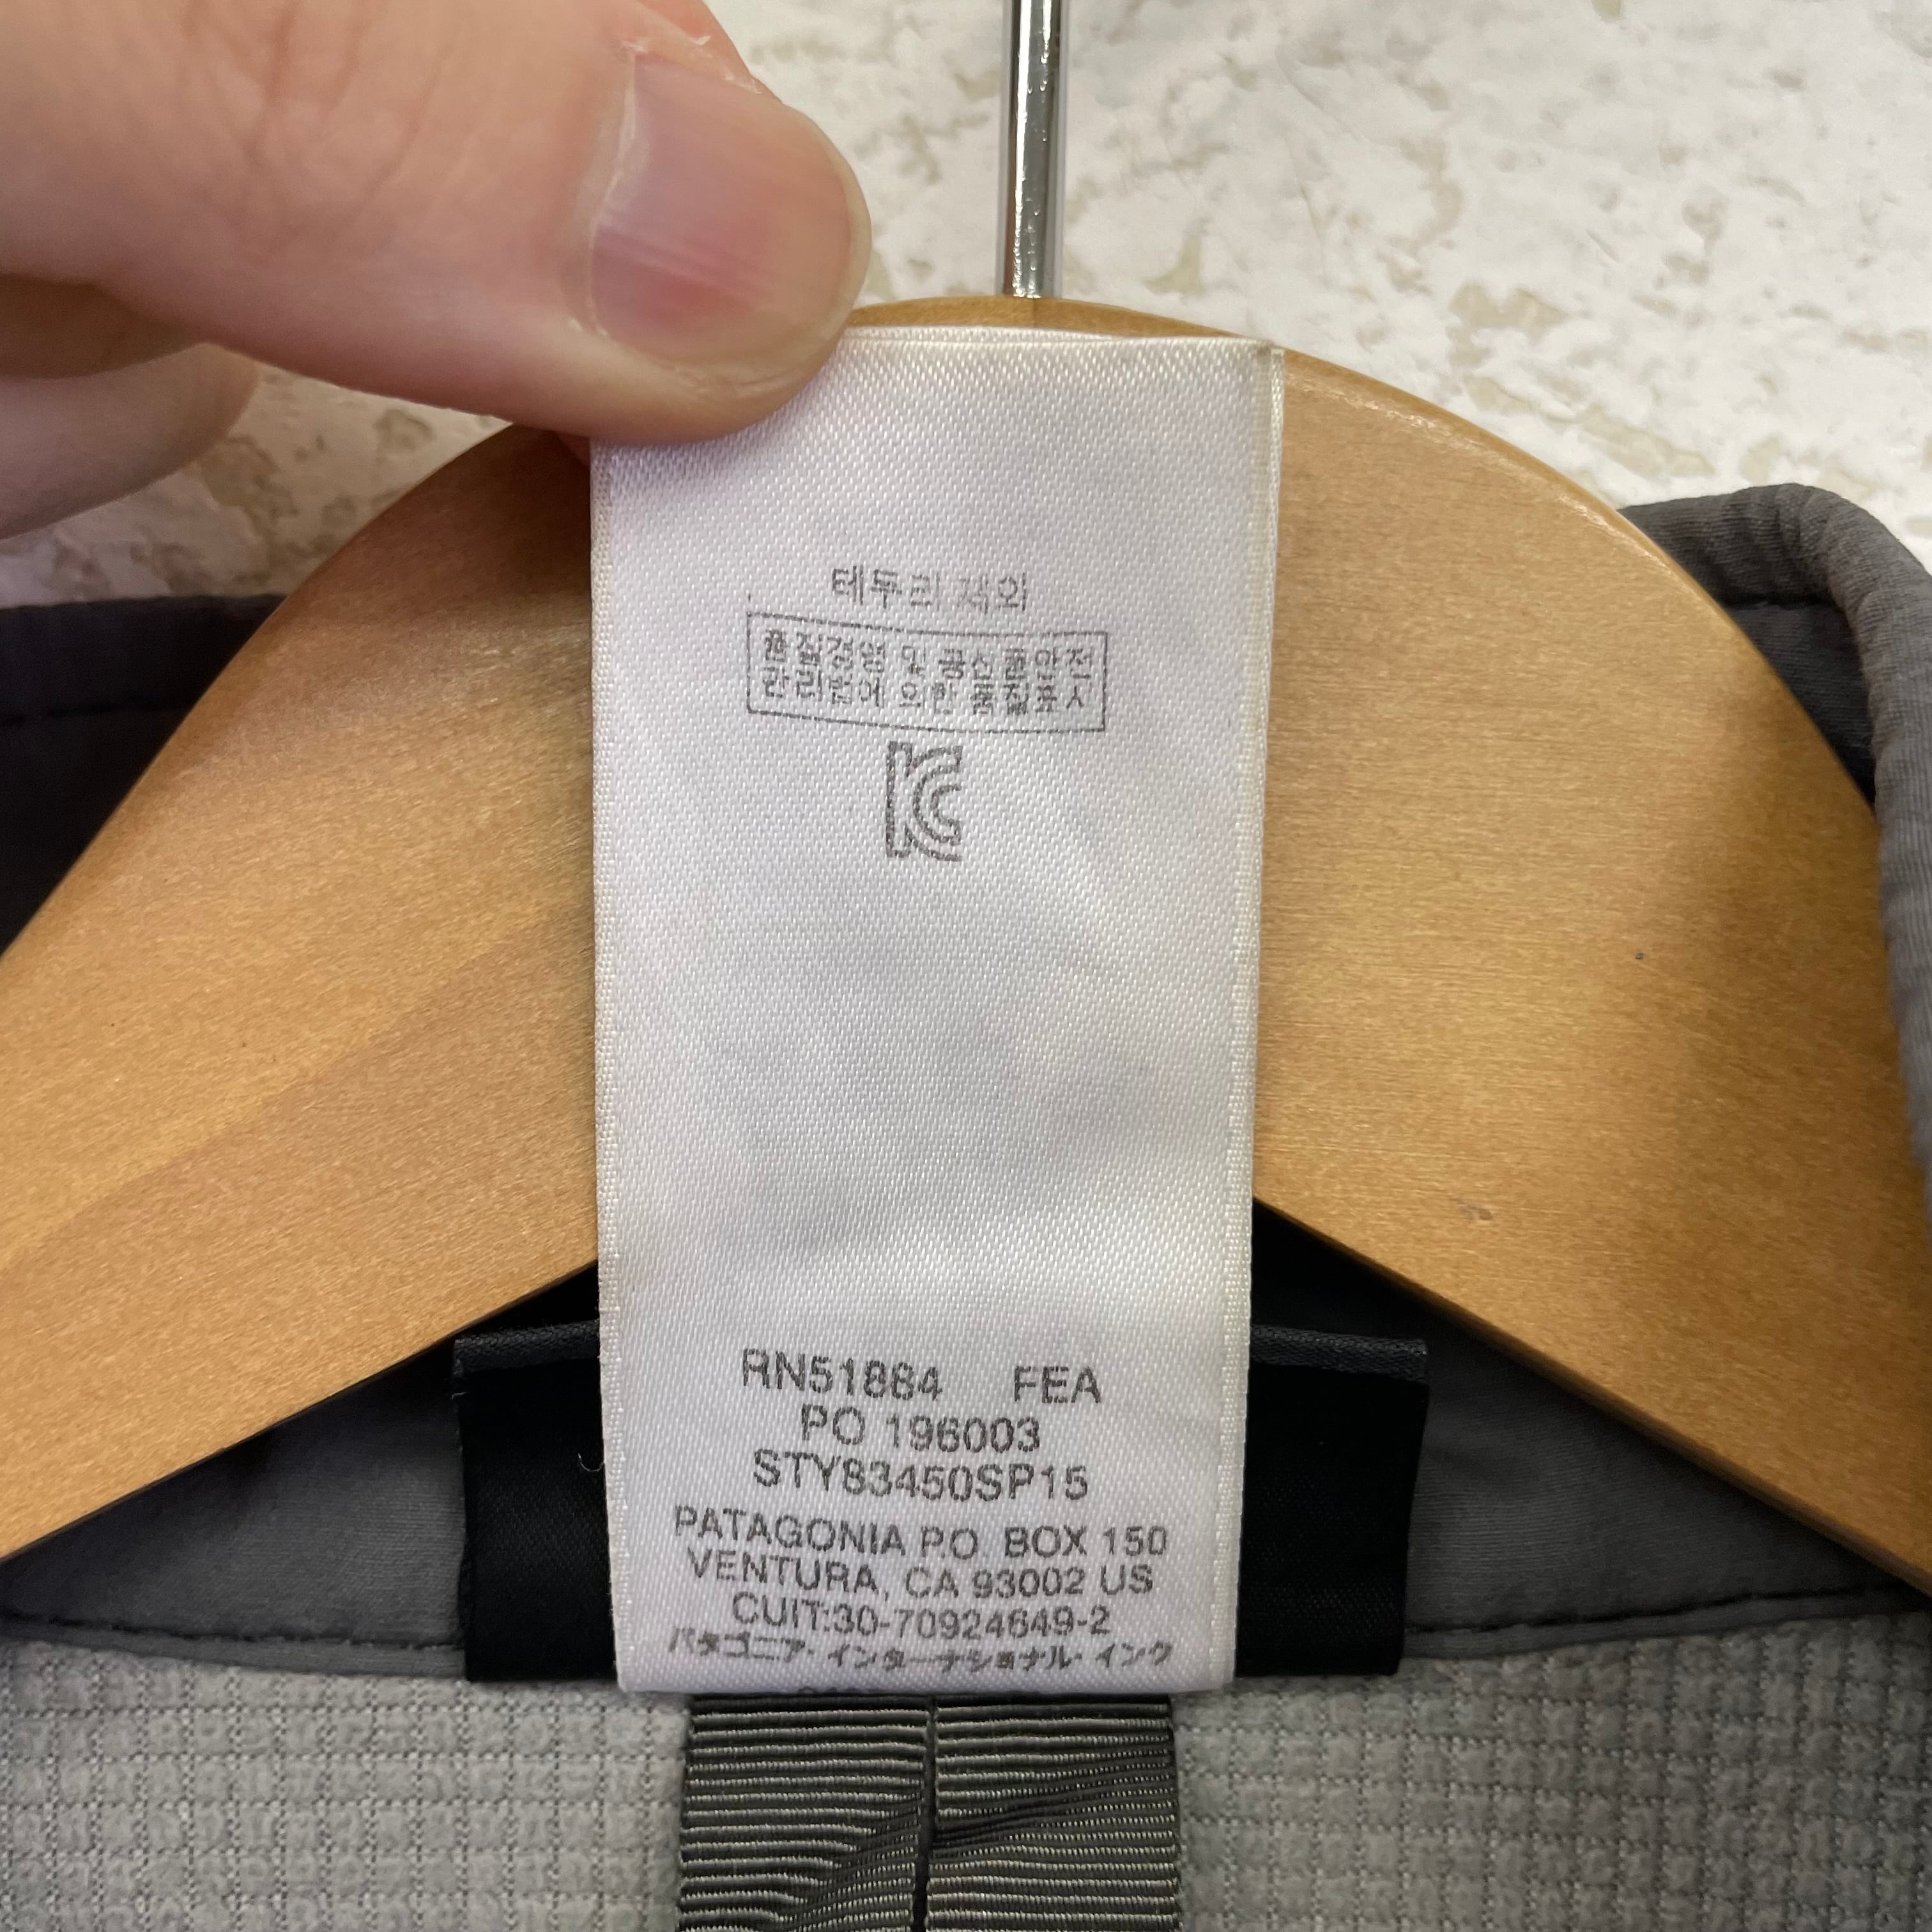 테두리 제외
품질경영 및 공산품안전
관리법에 의한 품질표시
KC
RN51884 FEA
PO 196003
STY83450SP15
PATAGONIA P.O. BOX 150
VENTURA, CA 93002 US
CUIT:30-70924649-2
パタゴニア・インターナショナル・インク